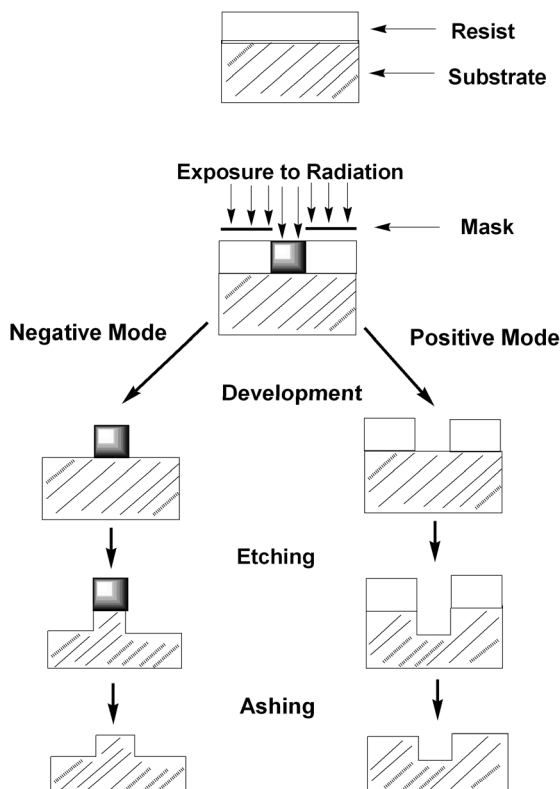 Resist
Substrate
Exposure to Radiation
Mask
Negative Mode
Positive Mode
Development
Etching
Ashing